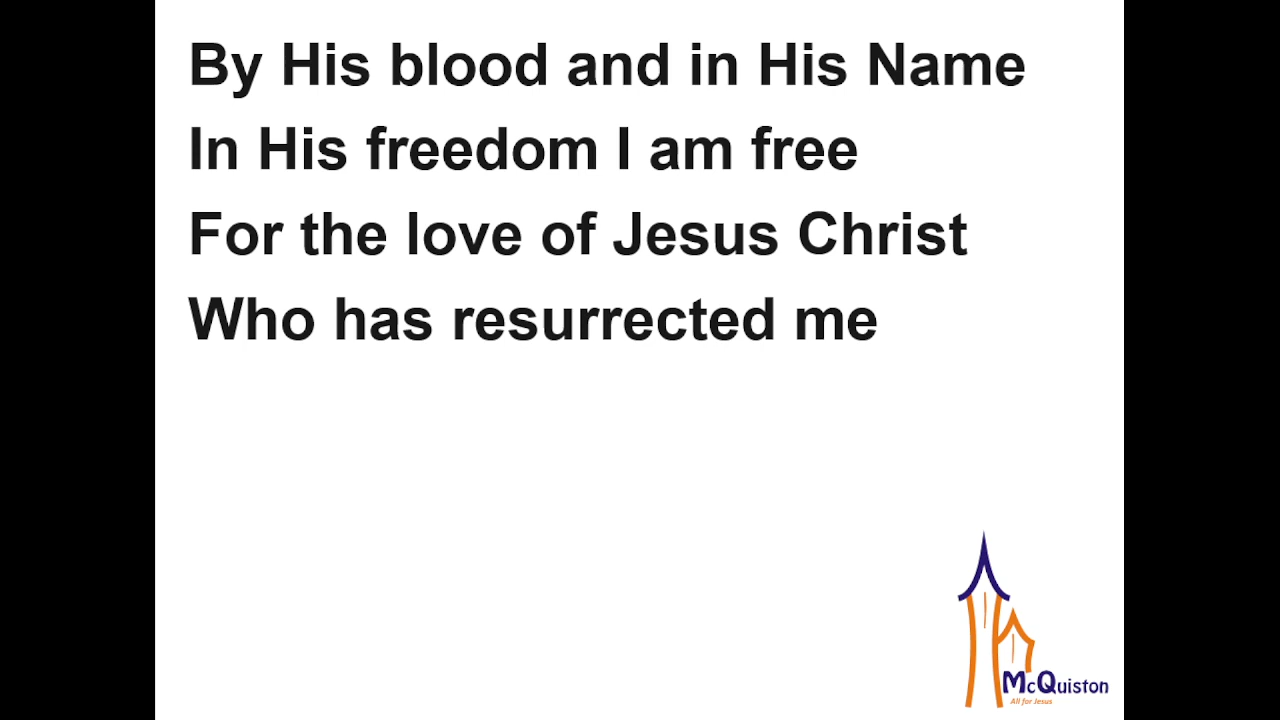 By His blood and in His Name
In His freedom I am free
For the love of Jesus Christ
Who has resurrected me
McQuiston
All for Jesus